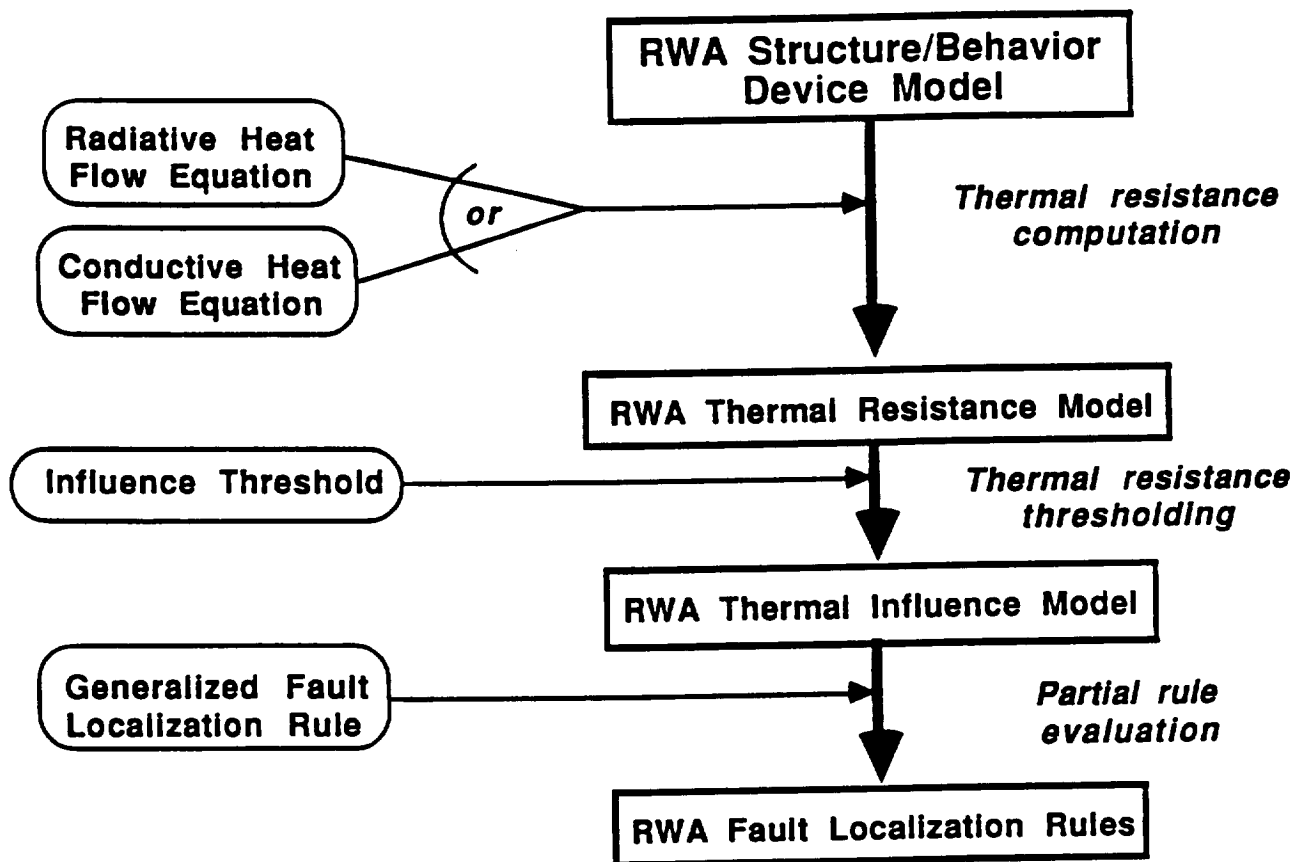 RWA Structure/Behavior
Device Model
Radiative Heat
Flow Equation
or
Conductive Heat
Flow Equation
Thermal resistance
computation
RWA Thermal Resistance Model
Influence Threshold
Thermal resistance
thresholding
RWA Thermal Influence Model
Generalized Fault
Localization Rule
Partial rule
evaluation
RWA Fault Localization Rules